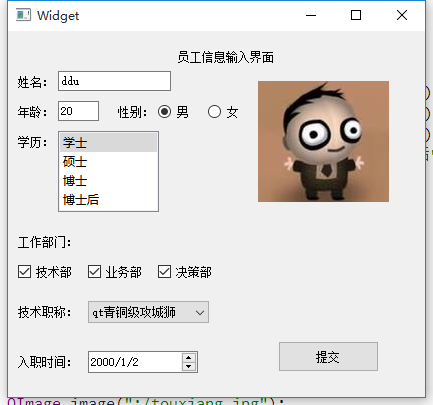 Widget
员工信息输入界面
姓名： ddu
年龄： 20 性别： 男 女
学历： 学士
硕士
博士
博士后
工作部门：
技术部 业务部 决策部
技术职称： qt青铜级攻城狮
入职时间： 2000/1/2
提交
QImage image(":/touxiang.jpg");